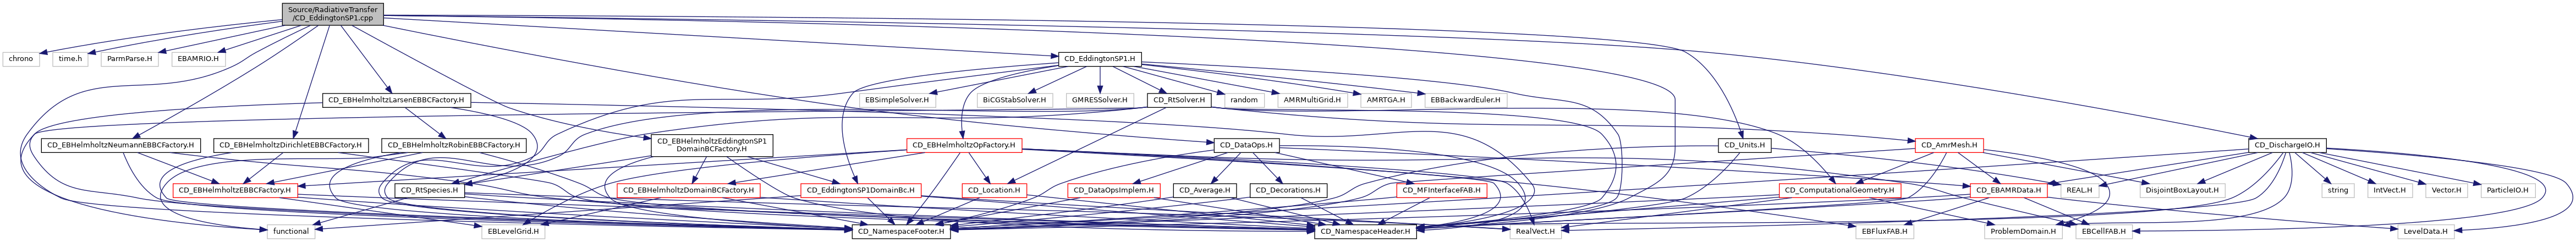 Source/RadiativeTransfer
/CD_EddingtonSP1.cpp
chrono
time.h
ParmParse.H
EBAMRIO.H
CD_EddingtonSP1.H
CD_EBHelmholtzLarsenEBBCFactory.H
EBSimpleSolver.H
BiCGStabSolver.H
GMRESSolver.H
CD_RtSolver.H
random
AMRMultiGrid.H
AMRTGA.H
EBBackwardEuler.H
CD_EBHelmholtzNeumannEBBCFactory.H
CD_EBHelmholtzDirichletEBBCFactory.H
CD_EBHelmholtzRobinEBBCFactory.H
CD_EBHelmholtzEddingtonSP1
DomainBCFactory.H
CD_EBHelmholtzOpFactory.H
CD_DataOps.H
CD_Units.H
CD_AmrMesh.H
CD_DischargeIO.H
CD_EBHelmholtzEBBCFactory.H
CD_RtSpecies.H
CD_EBHelmholtzDomainBCFactory.H
CD_EddingtonSP1DomainBc.H
CD_Location.H
CD_DataOpsImplem.H
CD_Average.H
CD_Decorations.H
CD_MFInterfaceFAB.H
CD_ComputationalGeometry.H
CD_EBAMRData.H
REAL.H
DisjointBoxLayout.H
string
IntVect.H
Vector.H
ParticleIO.H
functional
EBLevelGrid.H
CD_NamespaceFooter.H
CD_NamespaceHeader.H
RealVect.H
EBFluxFAB.H
ProblemDomain.H
EBCellFAB.H
LevelData.H